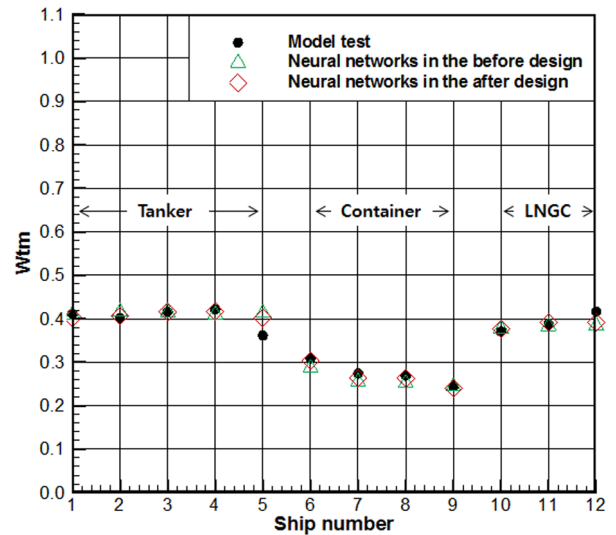 1.1
1.0
0.9
0.8
0.7
0.6
0.5
0.4
0.3
0.2
0.1
0.0
Wtm
Model test
Neural networks in the before design
Neural networks in the after design
Tanker
Container
LNGC
1 2 3 4 5 6 7 8 9 10 11 12
Ship number